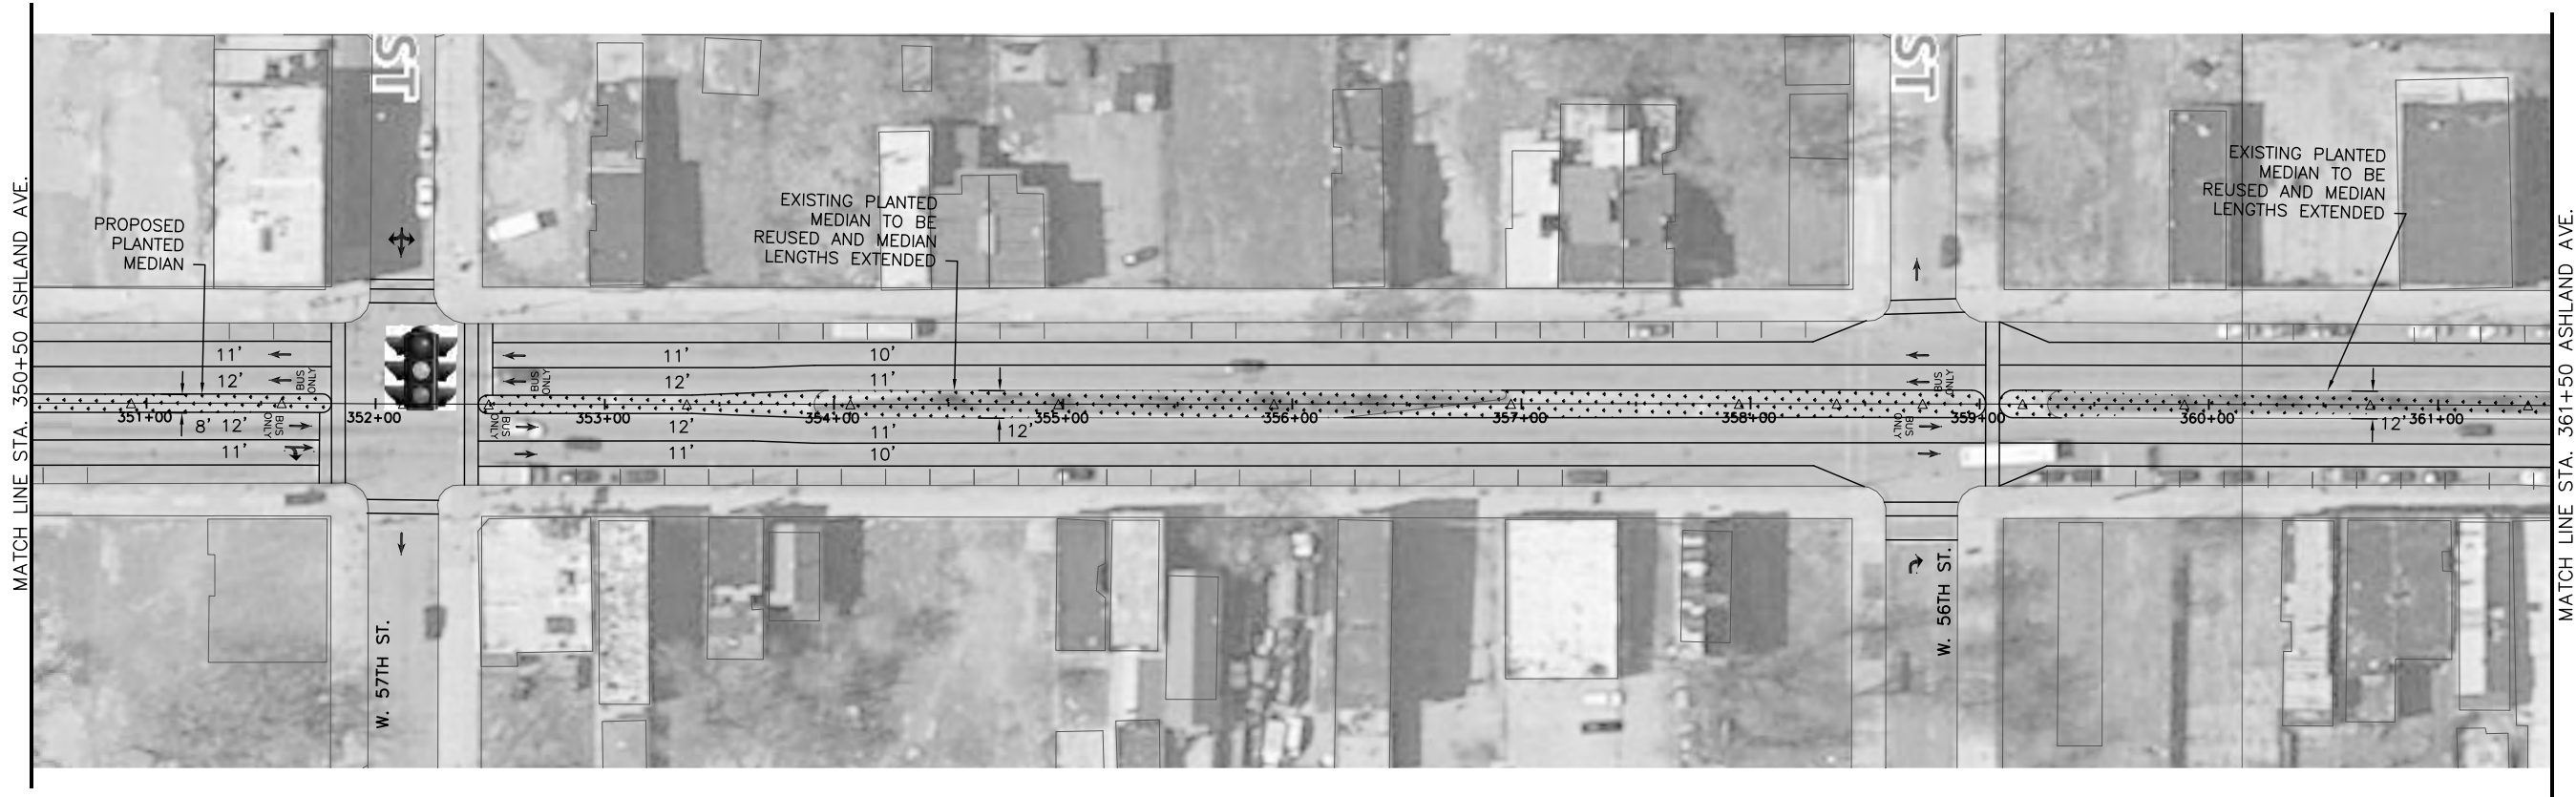 MATCH LINE STA. 350+50 ASHLAND AVE.
ST
ST
PROPOSED
PLANTED
MEDIAN
EXISTING PLANTED
MEDIAN TO BE
REUSED AND MEDIAN
LENGTHS EXTENDED
EXISTING PLANTED
MEDIAN TO BE
REUSED AND MEDIAN
LENGTHS EXTENDED
11'
11'
10'
12'
BUS
ONLY
BUS
ONLY
12'
11'
BUS
ONLY
351+00
352+00
353+00
354+00
355+00
356+00
357+00
358+00
359+00
360+00
361+00
8'
12'
BUS
ONLY
BUS
ONLY
12'
11'
12'
BUS
ONLY
12'
11'
11'
10'
W. 57TH ST.
W. 56TH ST.
MATCH LINE STA. 361+50 ASHLAND AVE.